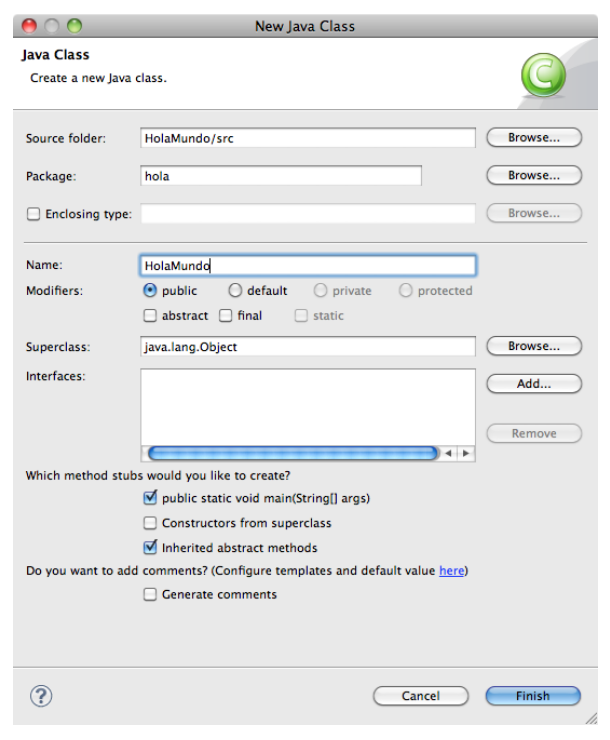 New Java Class
Java Class
Create a new Java class.
Source folder: HolaMundo/src Browse...
Package: hola Browse...
Enclosing type: Browse...
Name: HolaMundo
Modifiers: public default private protected
abstract final static
Superclass: java.lang.Object Browse...
Interfaces: Add...
Remove
Which method stubs would you like to create?
public static void main(String[] args)
Constructors from superclass
Inherited abstract methods
Do you want to add comments? (Configure templates and default value here)
Generate comments
? Cancel Finish